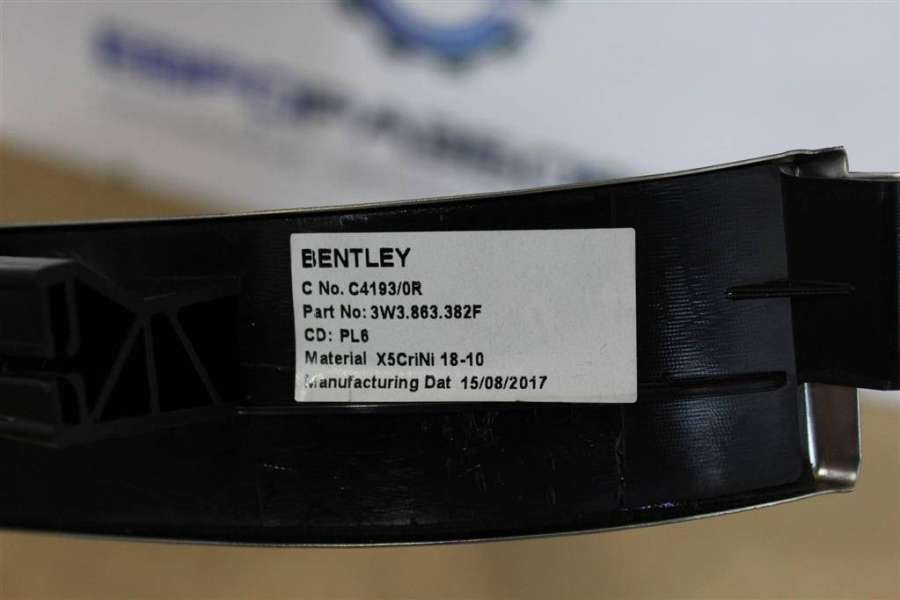 BENTLEY
C No. C4193/0R
Part No: 3W3.863.382F
CD: PL6
Material X5CriNi 18-10
Manufacturing Dat 15/08/2017